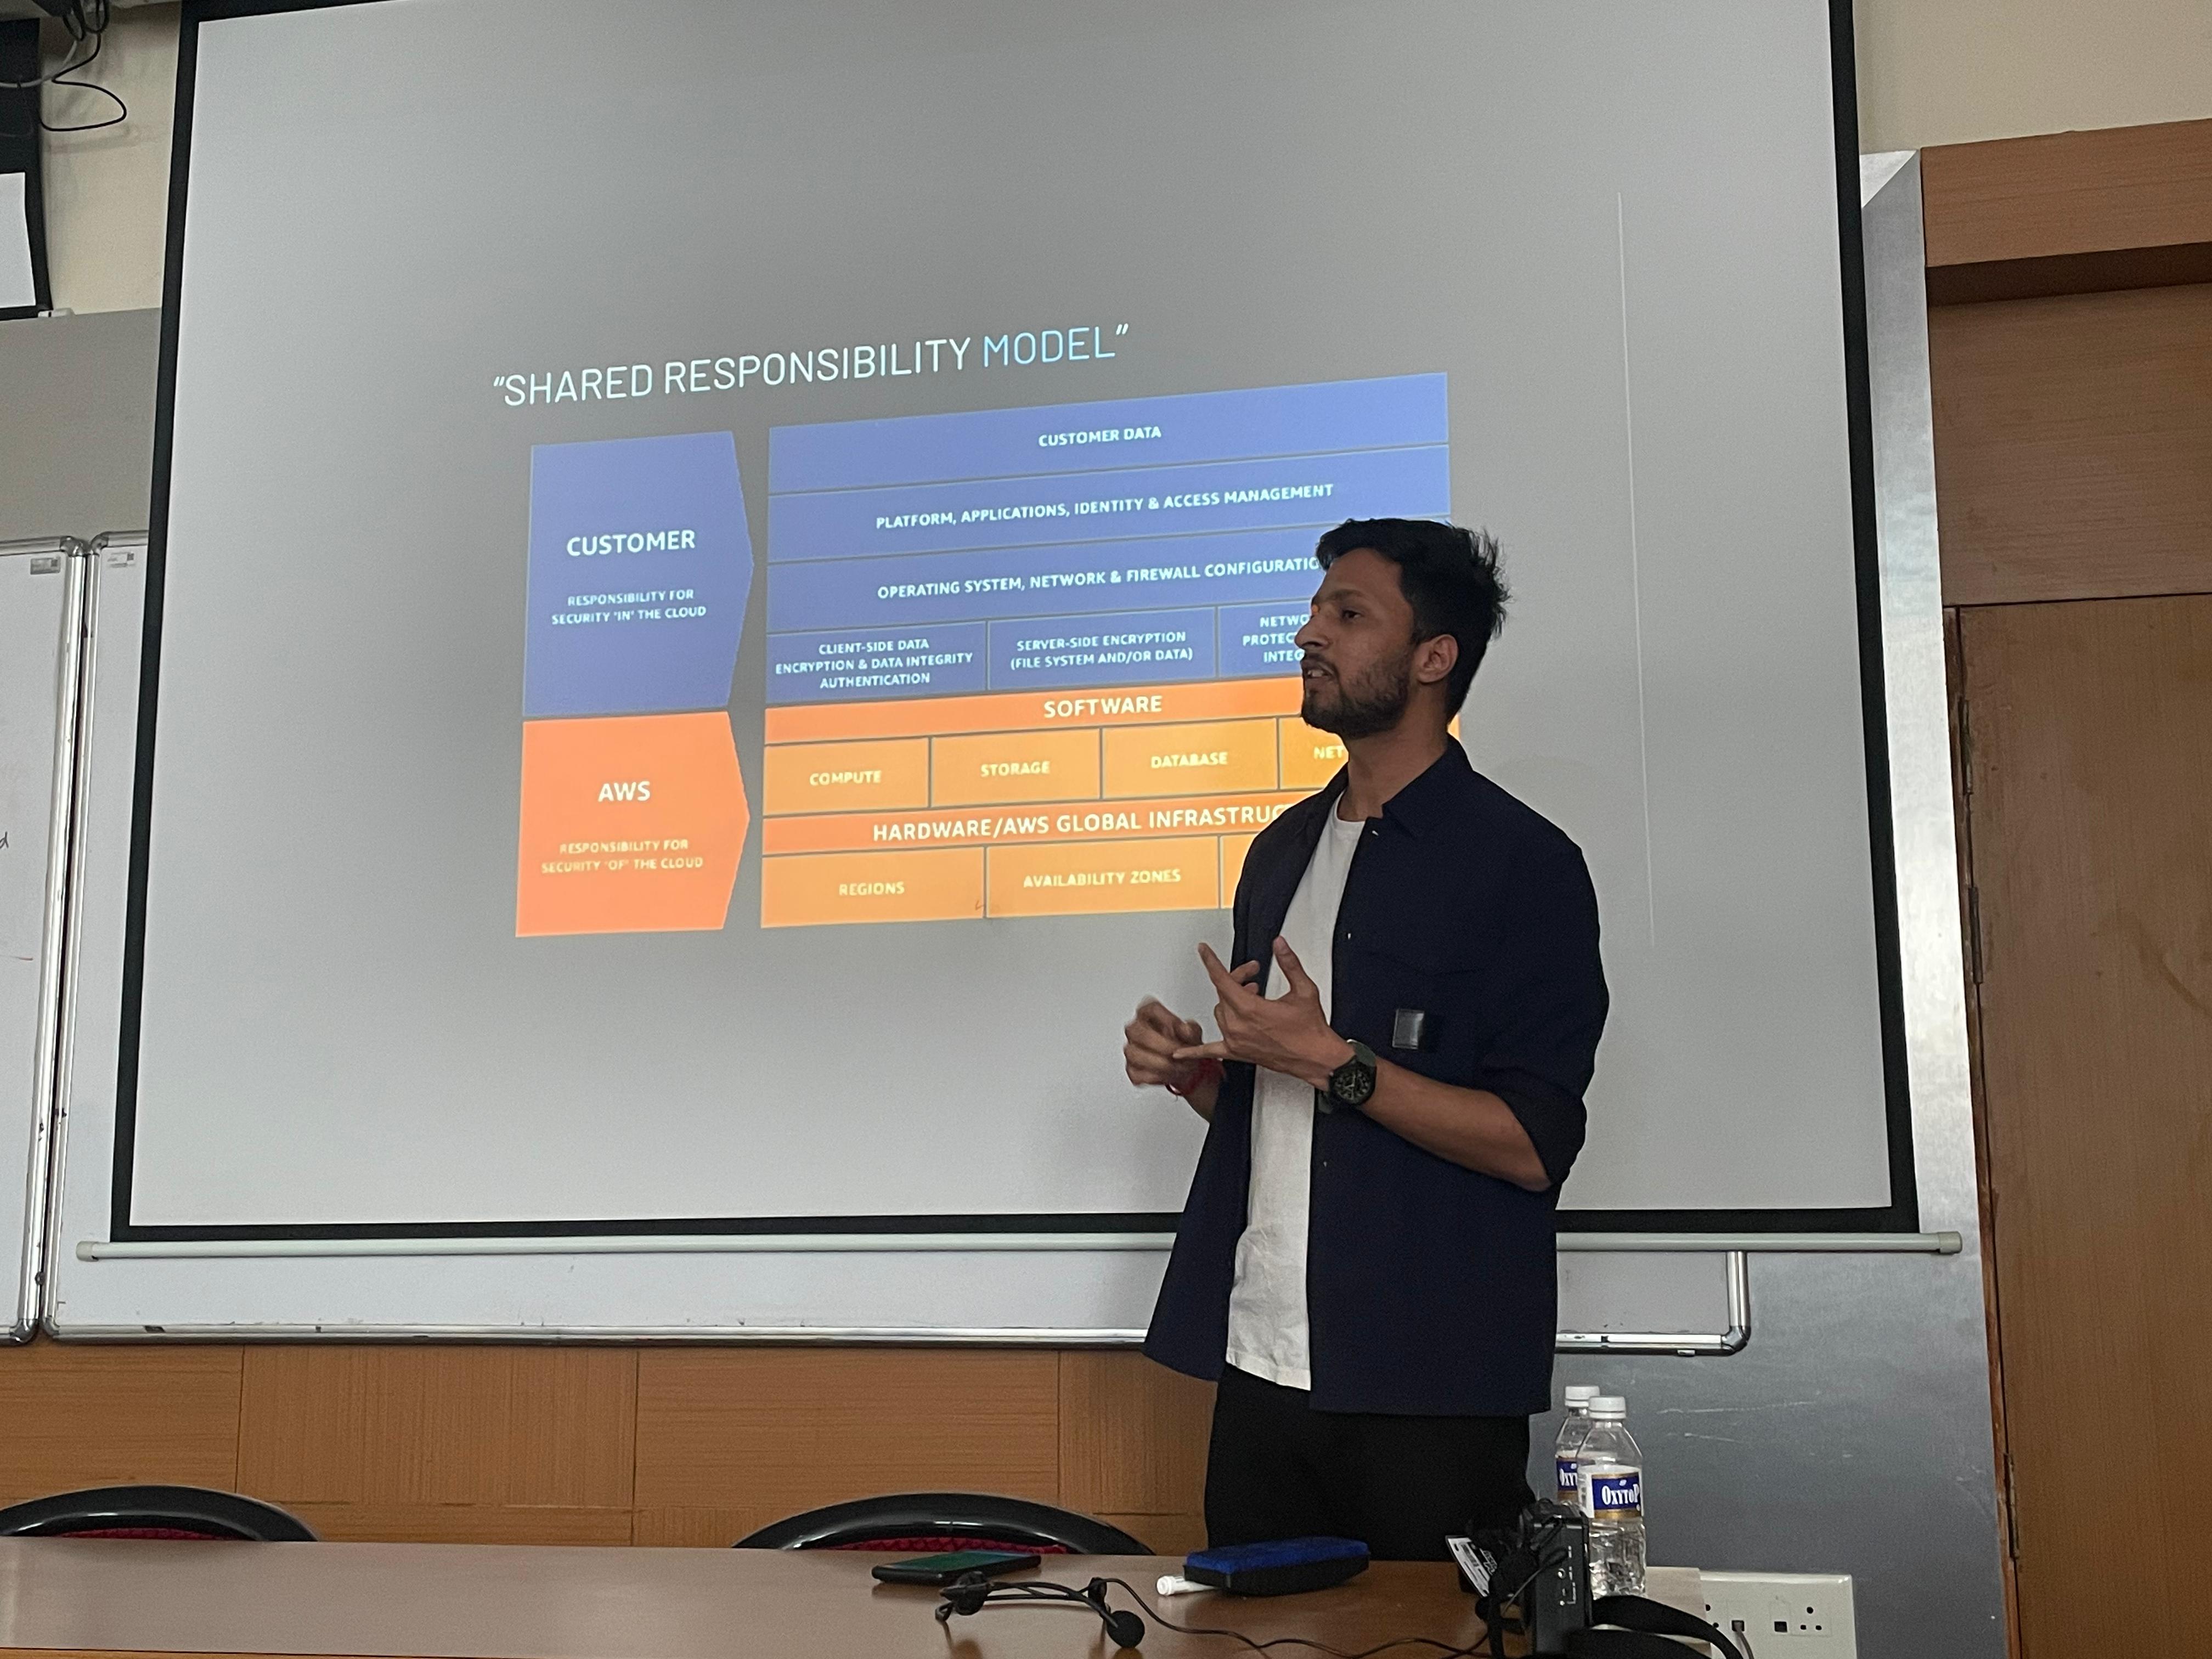 "SHARED RESPONSIBILITY MODEL"
CUSTOMER
RESPONSIBILITY FOR
SECURITY 'IN' THE CLOUD
CUSTOMER DATA
PLATFORM, APPLICATIONS, IDENTITY & ACCESS MANAGEMENT
OPERATING SYSTEM, NETWORK & FIREWALL
CLIENT-SIDE DATA
ENCRYPTION & DATA INTEGRITY
AUTHENTICATION
SERVER-SIDE ENCRYPTION
(FILE SYSTEM AND/OR DATA)
AWS
RESPONSIBILITY FOR
SECURITY 'OF' THE CLOUD
SOFTWARE
COMPUTE
STORAGE
DATABASE
HARDWARE/AWS GLOBAL
REGIONS
AVAILABILITY ZONES